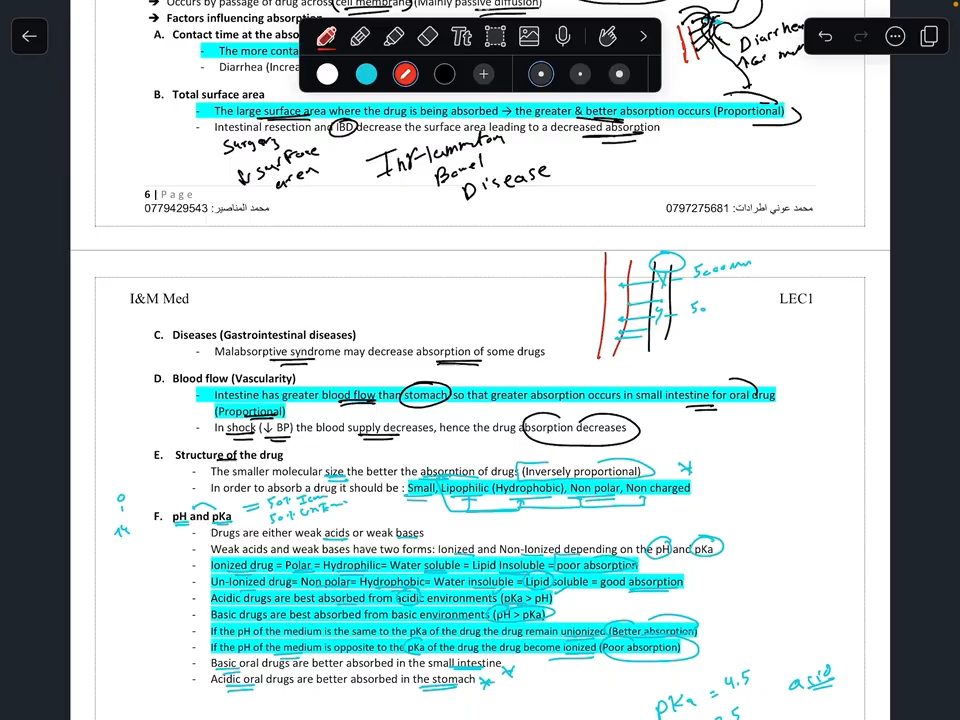 → Occurs by passage of drug across cell membrane (Mainly passive diffusion)
→ Factors influencing absorption
A. Contact time at the abso
- The more conta
- Diarrhea (Increa
Diarrhea
Tt
B. Total surface area
- The large surface area where the drug is being absorbed → the greater & better absorption occurs (Proportional)
- Intestinal resection and IBD decrease the surface area leading to a decreased absorption
Surgery
↓ surface
area
Inflammatory
Bowel
Disease
6 | Page
محمد المناصير: 0779429543
محمد عوني اطرادات: 0797275681
I&M Med
LEC1
5000
50
C. Diseases (Gastrointestinal diseases)
- Malabsorptive syndrome may decrease absorption of some drugs
D. Blood flow (Vascularity)
- Intestine has greater blood flow than stomach, so that greater absorption occurs in small intestine for oral drug
(Proportional)
- In shock (↓ BP) the blood supply decreases, hence the drug absorption decreases
E. Structure of the drug
- The smaller molecular size the better the absorption of drugs (Inversely proportional)
- In order to absorb a drug it should be : Small, Lipophilic (Hydrophobic), Non polar, Non charged
0
14
= 50%
50%
F. pH and pKa
- Drugs are either weak acids or weak bases
- Weak acids and weak bases have two forms: Ionized and Non-Ionized depending on the pH and pKa
- Ionized drug = Polar = Hydrophilic= Water soluble = Lipid Insoluble = poor absorption
- Un-Ionized drug= Non polar= Hydrophobic= Water insoluble = Lipid soluble = good absorption
- Acidic drugs are best absorbed from acidic environments (pKa > pH)
- Basic drugs are best absorbed from basic environments (pH > pKa)
- If the pH of the medium is the same to the pKa of the drug the drug remain unionized (Better absorption)
- If the pH of the medium is opposite to the pKa of the drug the drug become ionized (Poor absorption)
- Basic oral drugs are better absorbed in the small intestine
- Acidic oral drugs are better absorbed in the stomach
pKa = 4.5
acid